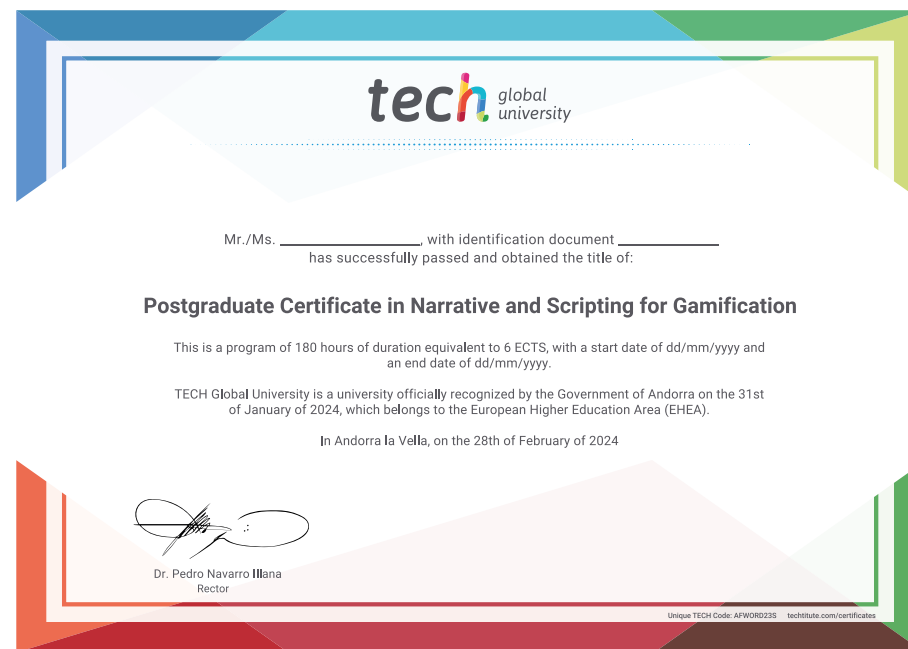 tech global
university
Mr./Ms. ____________________, with identification document ______________
has successfully passed and obtained the title of:
Postgraduate Certificate in Narrative and Scripting for Gamification
This is a program of 180 hours of duration equivalent to 6 ECTS, with a start date of dd/mm/yyyy and
an end date of dd/mm/yyyy.
TECH Global University is a university officially recognized by the Government of Andorra on the 31st
of January of 2024, which belongs to the European Higher Education Area (EHEA).
In Andorra la Vella, on the 28th of February of 2024
Dr. Pedro Navarro Illana
Rector
Unique TECH Code: AFWORD23S techtitute.com/certificates